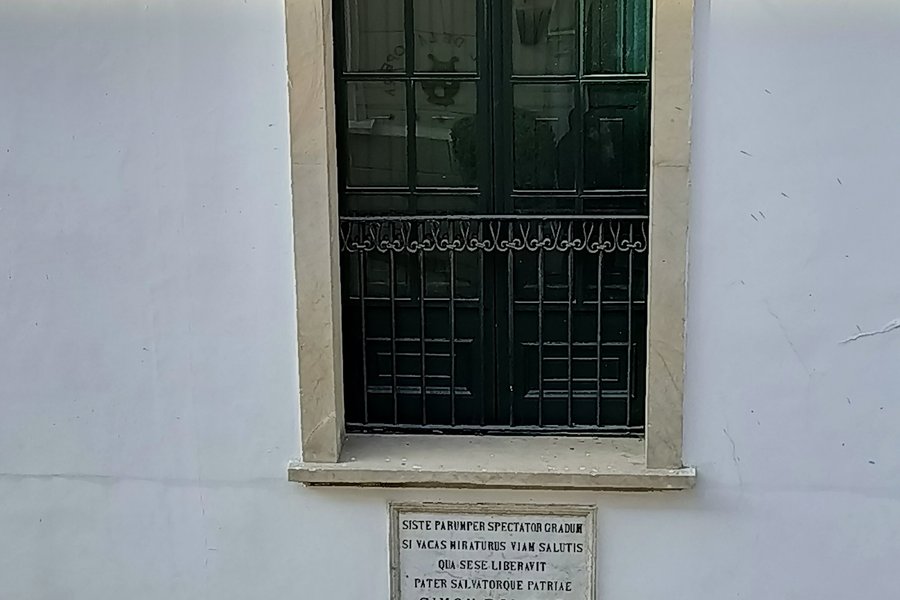 SISTE PARUMPER SPECTATOR GRADUM
SI VACAS MIRATURUS VIAM SALUTIS
QUA SESE LIBERAVIT
PATER SALVATORQUE PATRIAE